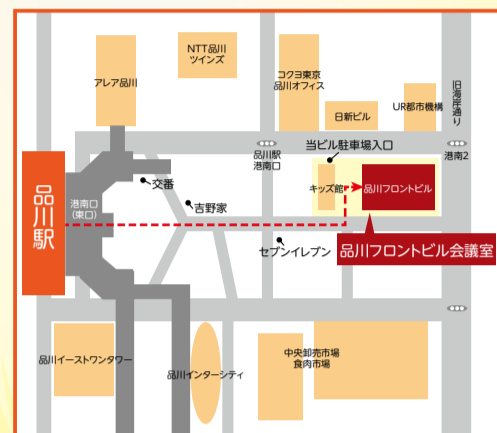 NTT品川
ツインズ
コクヨ東京
品川オフィス
アレア品川
日新ビル
UR都市機構
旧海岸通り
品川駅
港南口
当ビル駐車場入口
港南2
品川駅
港南口
（東口）
交番
吉野家
キッズ館
品川フロントビル
セブンイレブン
品川フロントビル会議室
品川イーストワンタワー
品川インターシティ
中央卸売市場
食肉市場